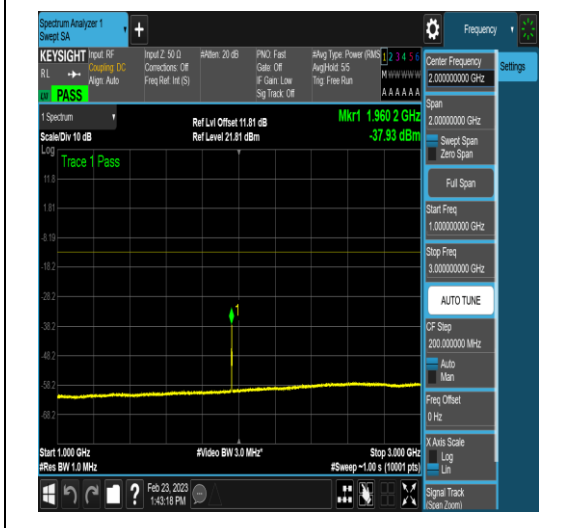 Spectrum Analyzer 1
Swept SA
+
Frequency
KEYSIGHT
RL
Input: RF
Coupling: DC
Align: Auto
Input Z: 50 Ω
Corrections: Off
Freq Ref: Int (S)
#Atten: 20 dB
PNO: Fast
Gate: Off
IF Gain: Low
Sig Track: Off
#Avg Type: Power (RMS
Avg|Hold: 5/5
Trig: Free Run
1 2 3 4 5 6
M W W W W W
A A A A A A
PASS
1 Spectrum
Scale/Div 10 dB
Log
Ref Lvl Offset 11.81 dB
Ref Level 21.81 dBm
Mkr1 1.960 2 GHz
-37.93 dBm
Trace 1 Pass
11.8
1.81
-8.19
-18.2
-28.2
-38.2
-48.2
-58.2
-68.2
1
Start 1.000 GHz
#Res BW 1.0 MHz
#Video BW 3.0 MHz*
Stop 3.000 GHz
#Sweep ~1.00 s (10001 pts)
?
Feb 23, 2023
1:43:18 PM
Center Frequency
2.000000000 GHz
Settings
Span
2.00000000 GHz
Swept Span
Zero Span
Full Span
Start Freq
1.000000000 GHz
Stop Freq
3.000000000 GHz
AUTO TUNE
CF Step
200.000000 MHz
Auto
Man
Freq Offset
0 Hz
X Axis Scale
Log
Lin
Signal Track
(Span Zoom)